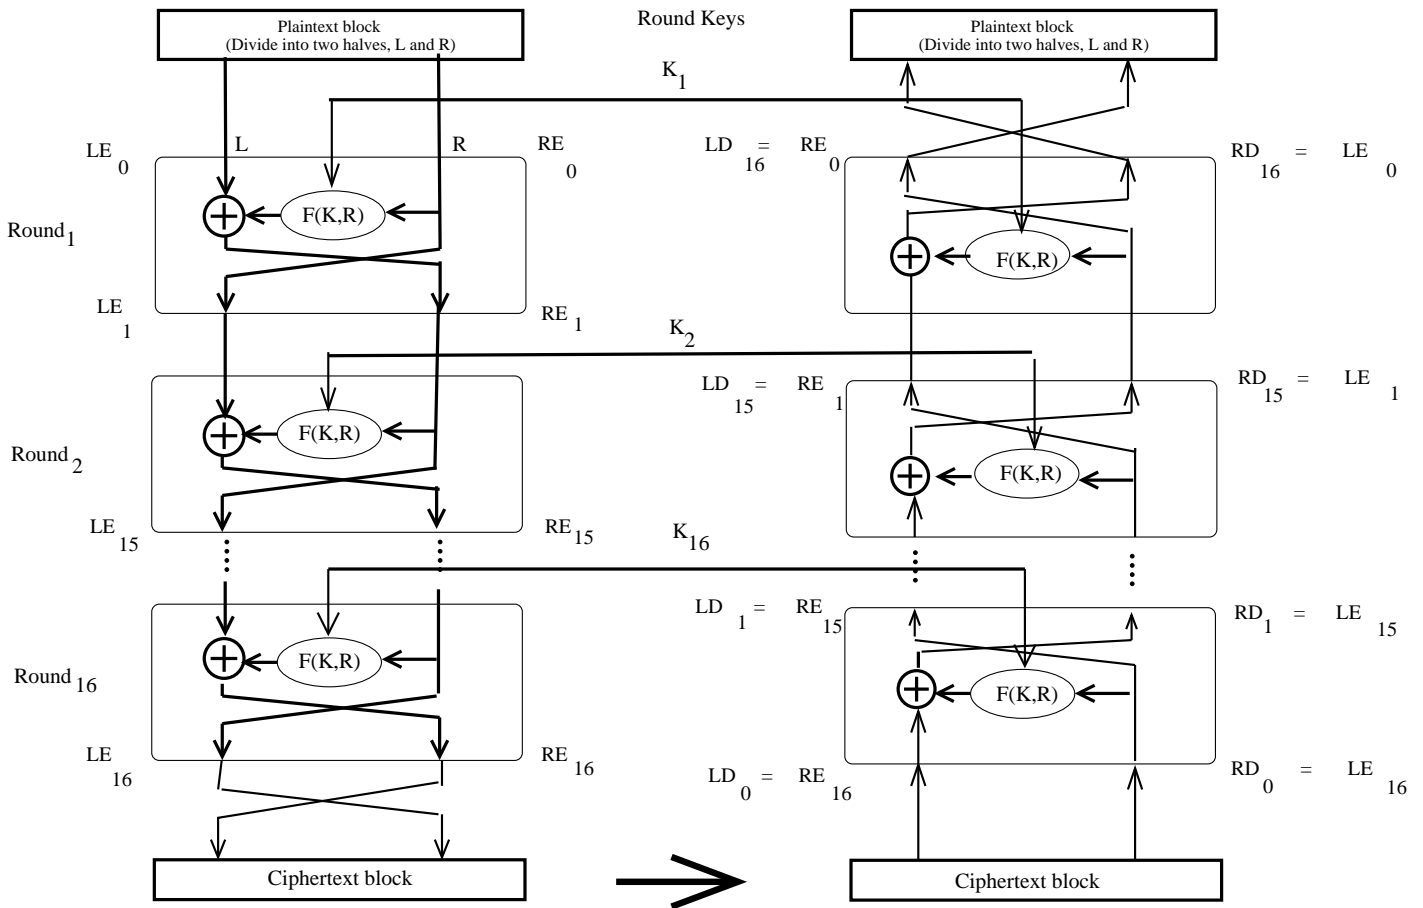 Plaintext block
(Divide into two halves, L and R)
Round Keys
Plaintext block
(Divide into two halves, L and R)
K1
LE0
L
R
RE0
LD16 = RE0
RD16 = LE0
F(K,R)
Round1
F(K,R)
LE1
RE1
K2
LD15 = RE1
RD15 = LE1
F(K,R)
Round2
F(K,R)
LE15
RE15
K16
LD1 = RE15
RD1 = LE15
F(K,R)
Round16
F(K,R)
LE16
RE16
LD0 = RE16
RD0 = LE16
Ciphertext block
Ciphertext block